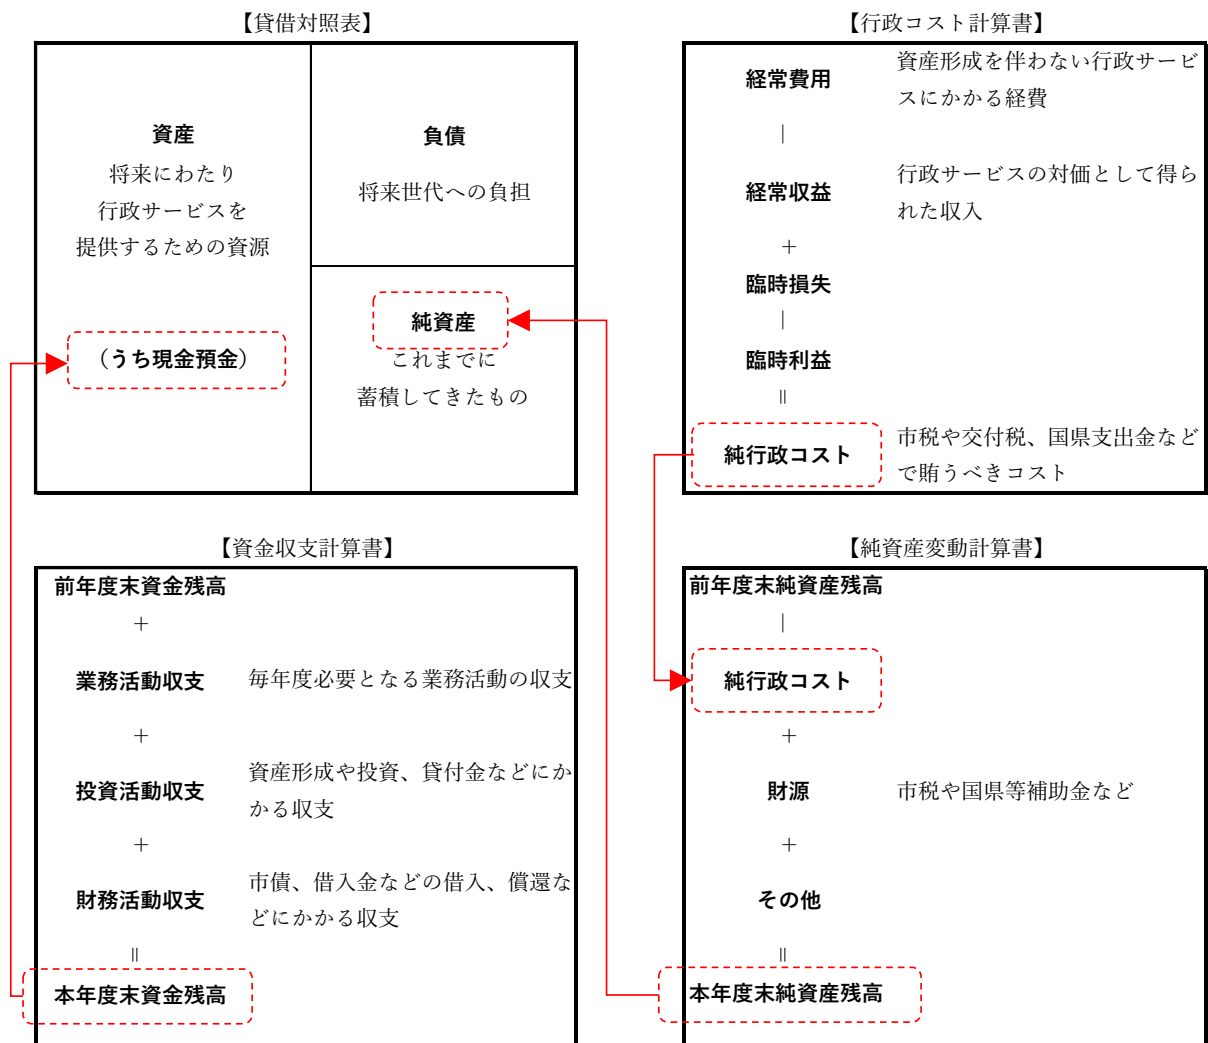 【貸借対照表】
資産
将来にわたり
行政サービスを
提供するための資源
（うち現金預金）
負債
将来世代への負担
純資産
これまでに
蓄積してきたもの
【行政コスト計算書】
経常費用
資産形成を伴わない行政サービ
スにかかる経費
－
経常収益
行政サービスの対価として得ら
れた収入
＋
臨時損失
－
臨時利益
＝
純行政コスト
市税や交付税、国県支出金など
で賄うべきコスト
【資金収支計算書】
前年度末資金残高
＋
業務活動収支
毎年度必要となる業務活動の収支
＋
投資活動収支
資産形成や投資、貸付金などにか
かる収支
＋
財務活動収支
市債、借入金などの借入、償還な
どにかかる収支
＝
本年度末資金残高
【純資産変動計算書】
前年度末純資産残高
－
純行政コスト
＋
財源
市税や国県等補助金など
＋
その他
＝
本年度末純資産残高